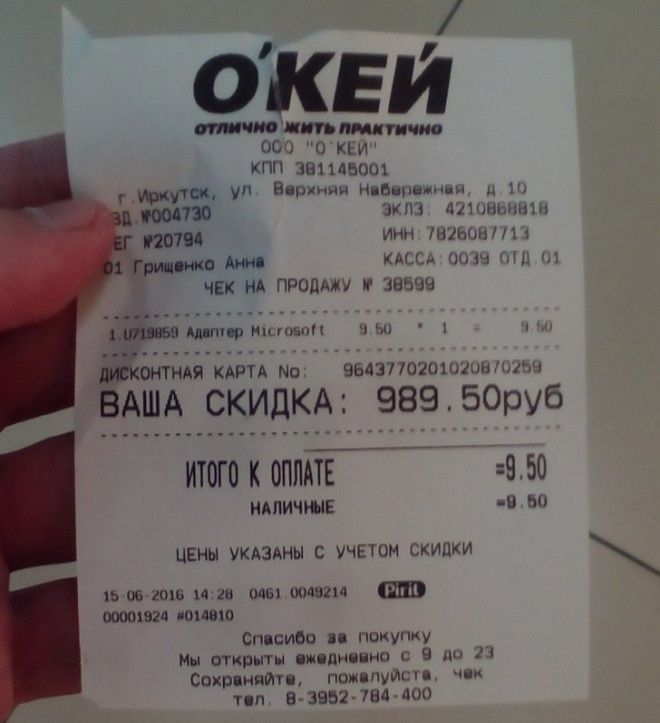 О'КЕЙ
ОТЛИЧНО ЖИТЬ ПРАКТИЧНО
ООО "О'КЕЙ"
КПП 381145001
г.Иркутск, ул. Верхняя Набережная, д.10
ЗД.№004730 ЭКЛЗ: 4210868818
ЕГ №20794 ИНН:7826087713
01 Грищенко Анна КАССА:0039 ОТД.01
ЧЕК НА ПРОДАЖУ № 38599
1.U719859 Адаптер Microsoft 9.50 * 1 = 9.50
ДИСКОНТНАЯ КАРТА No: 9643770201020870259
ВАША СКИДКА: 989.50руб
ИТОГО К ОПЛАТЕ =9.50
НАЛИЧНЫЕ =9.50
ЦЕНЫ УКАЗАНЫ С УЧЕТОМ СКИДКИ
15-06-2016 14:28 0461.0049214 Pirit
00001924 #014810
Спасибо за покупку
Мы открыты ежедневно с 9 до 23
Сохраняйте, пожалуйста, чек
тел. 8-3952-784-400